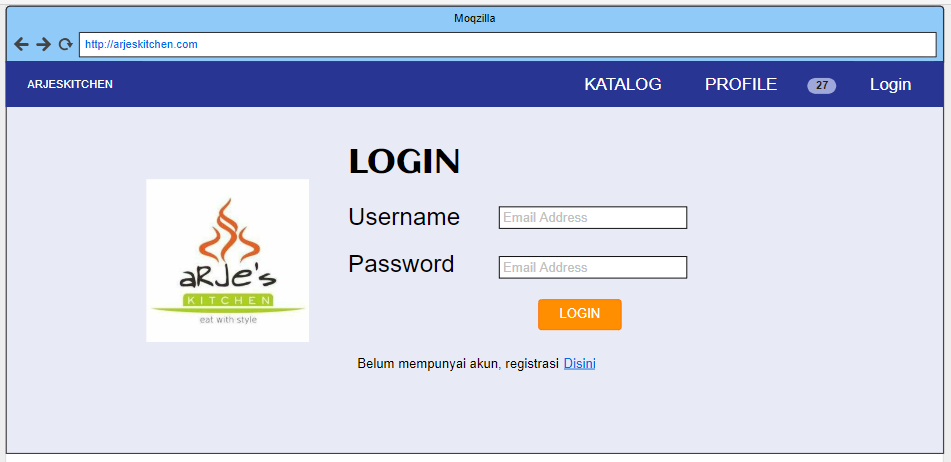 Moqzilla
http://arjeskitchen.com
ARJESKITCHEN KATALOG PROFILE 27 Login
LOGIN
Username Email Address
Password Email Address
aRJe's
KITCHEN
eat with style
LOGIN
Belum mempunyai akun, registrasi Disini